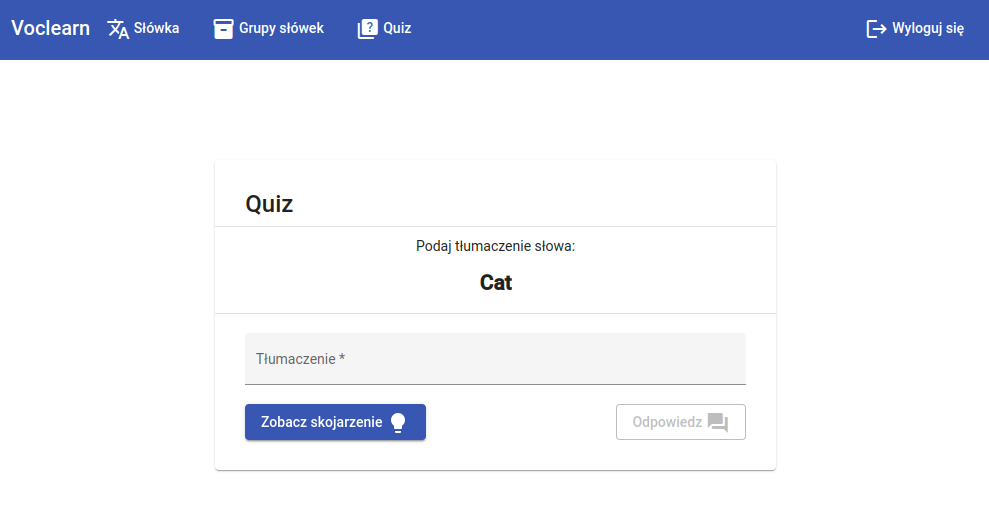 Voclearn Słówka Grupy słówek Quiz Wyloguj się
Quiz
Podaj tłumaczenie słowa:
Cat
Tłumaczenie *
Zobacz skojarzenie Odpowiedz